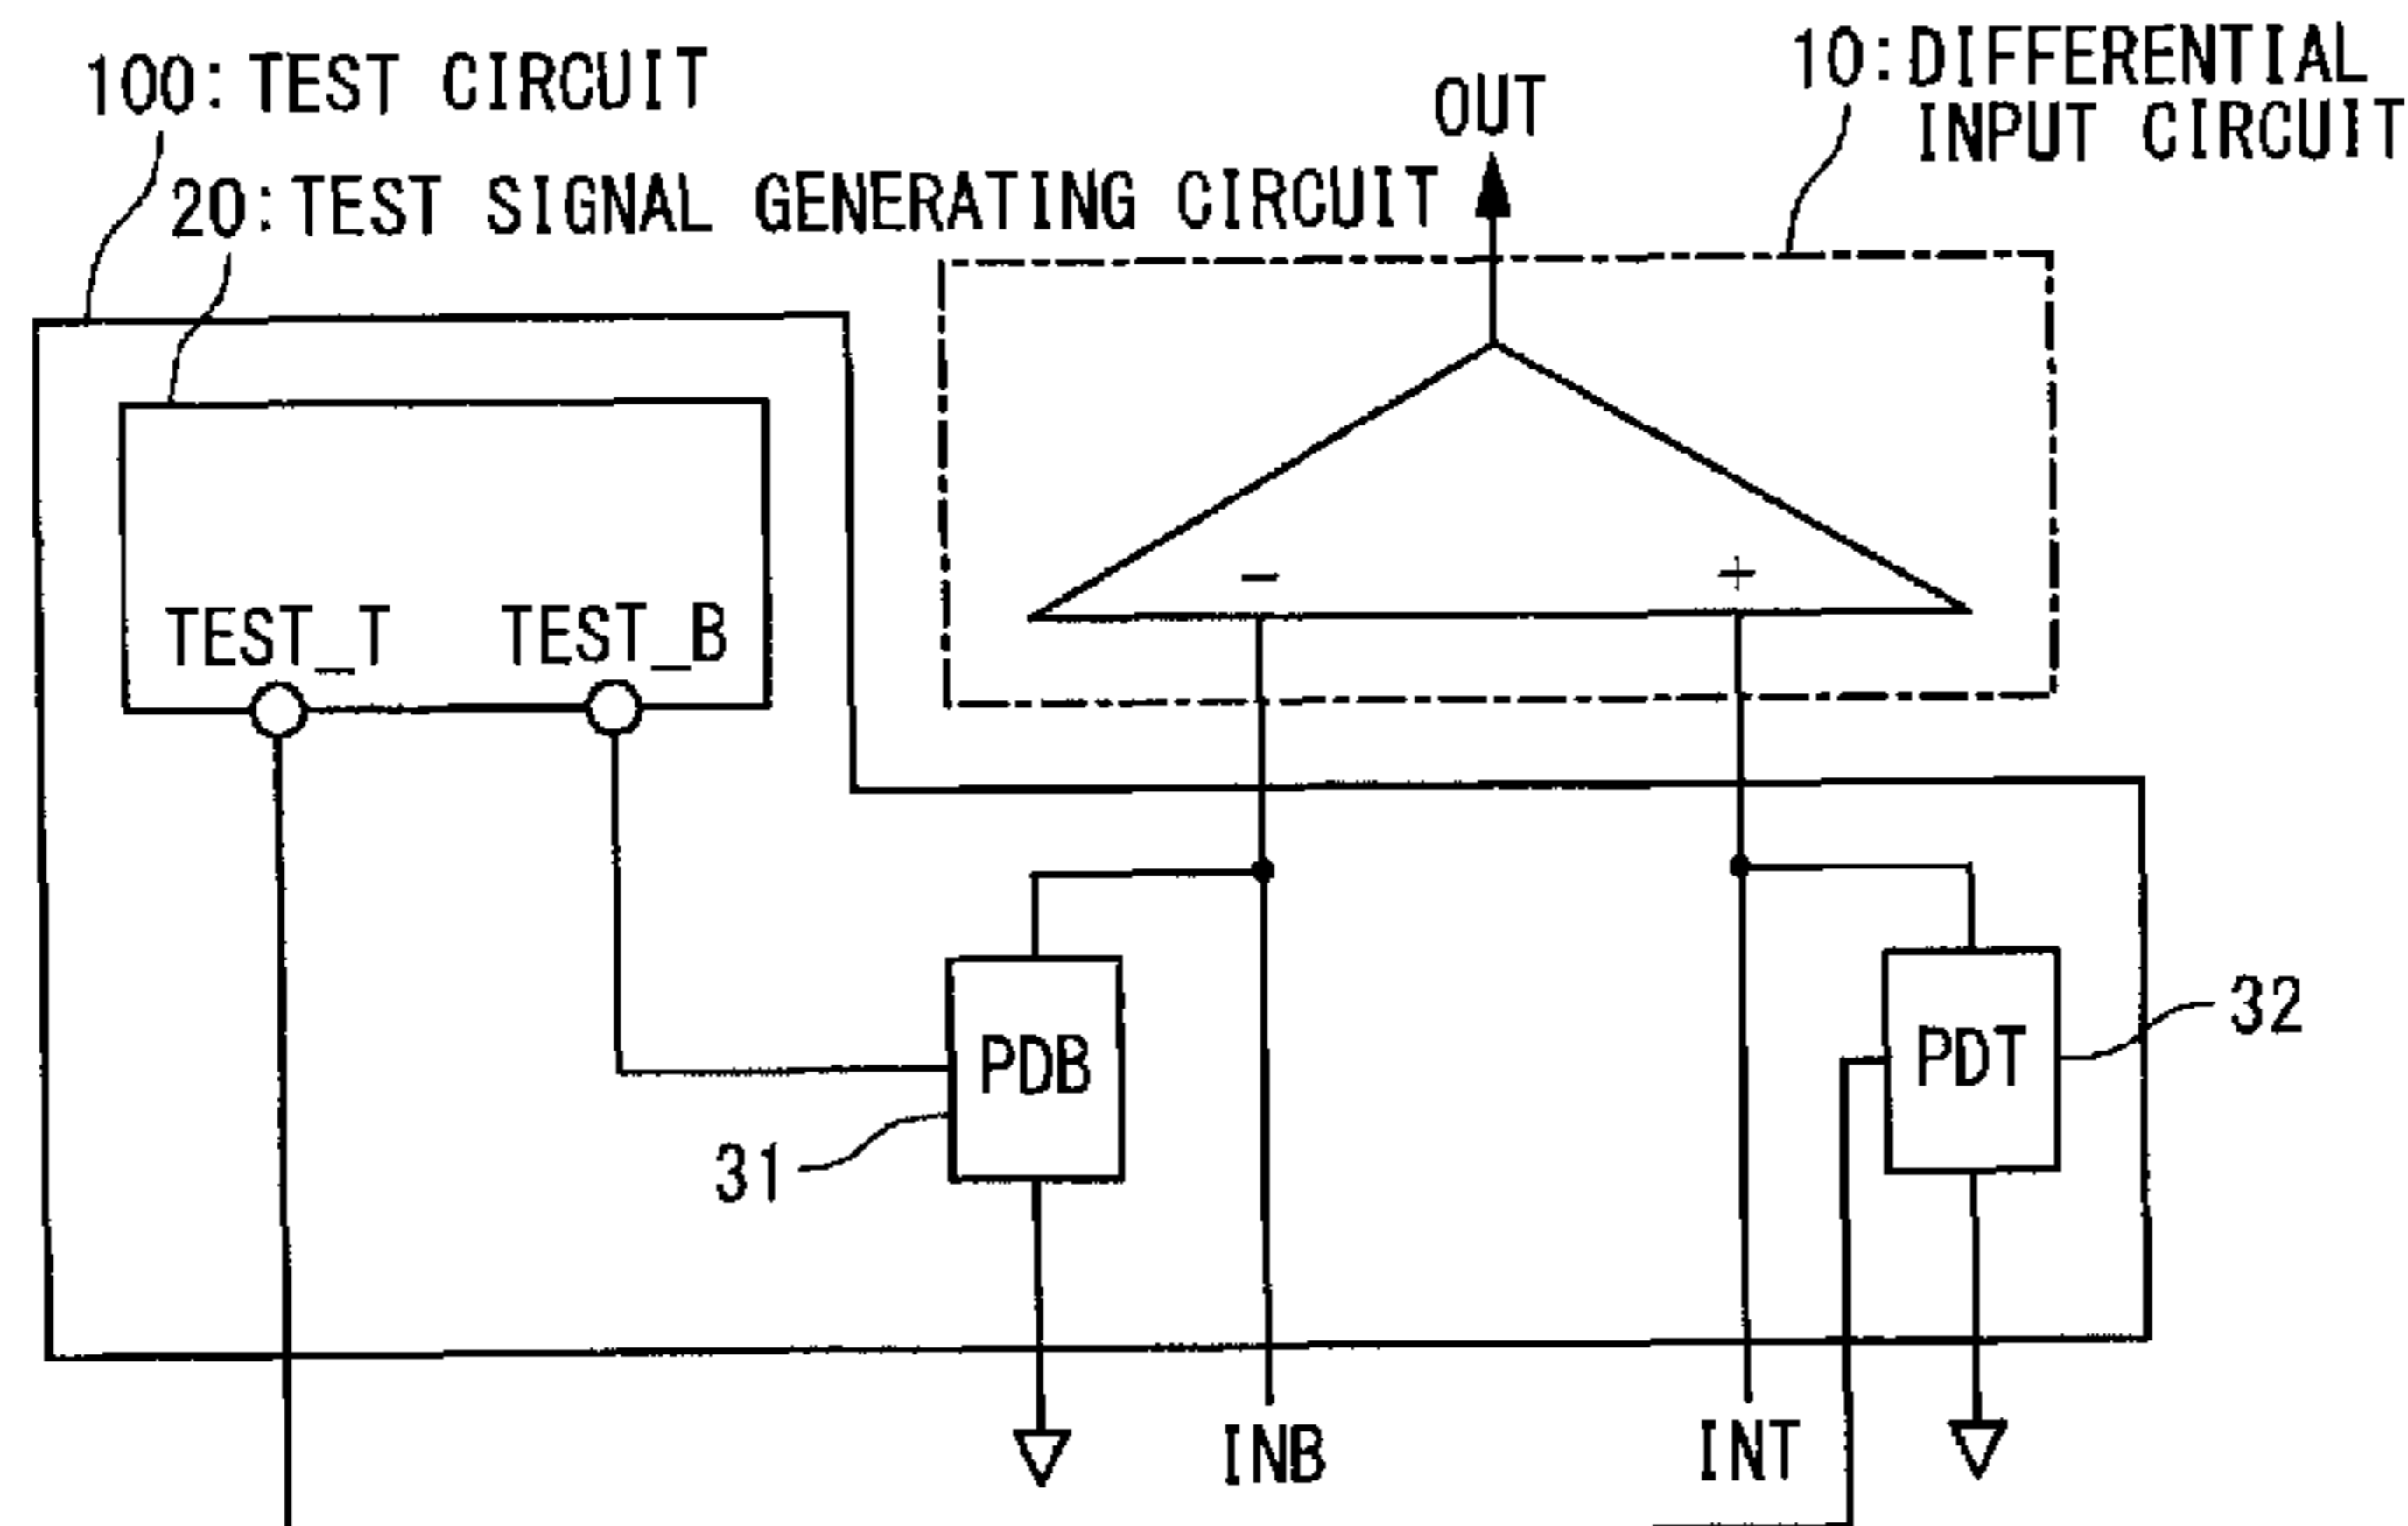 100: TEST CIRCUIT
10: DIFFERENTIAL
INPUT CIRCUIT
OUT
20: TEST SIGNAL GENERATING CIRCUIT
- +
TEST_T TEST_B
PDB
PDT
32
31
INB
INT